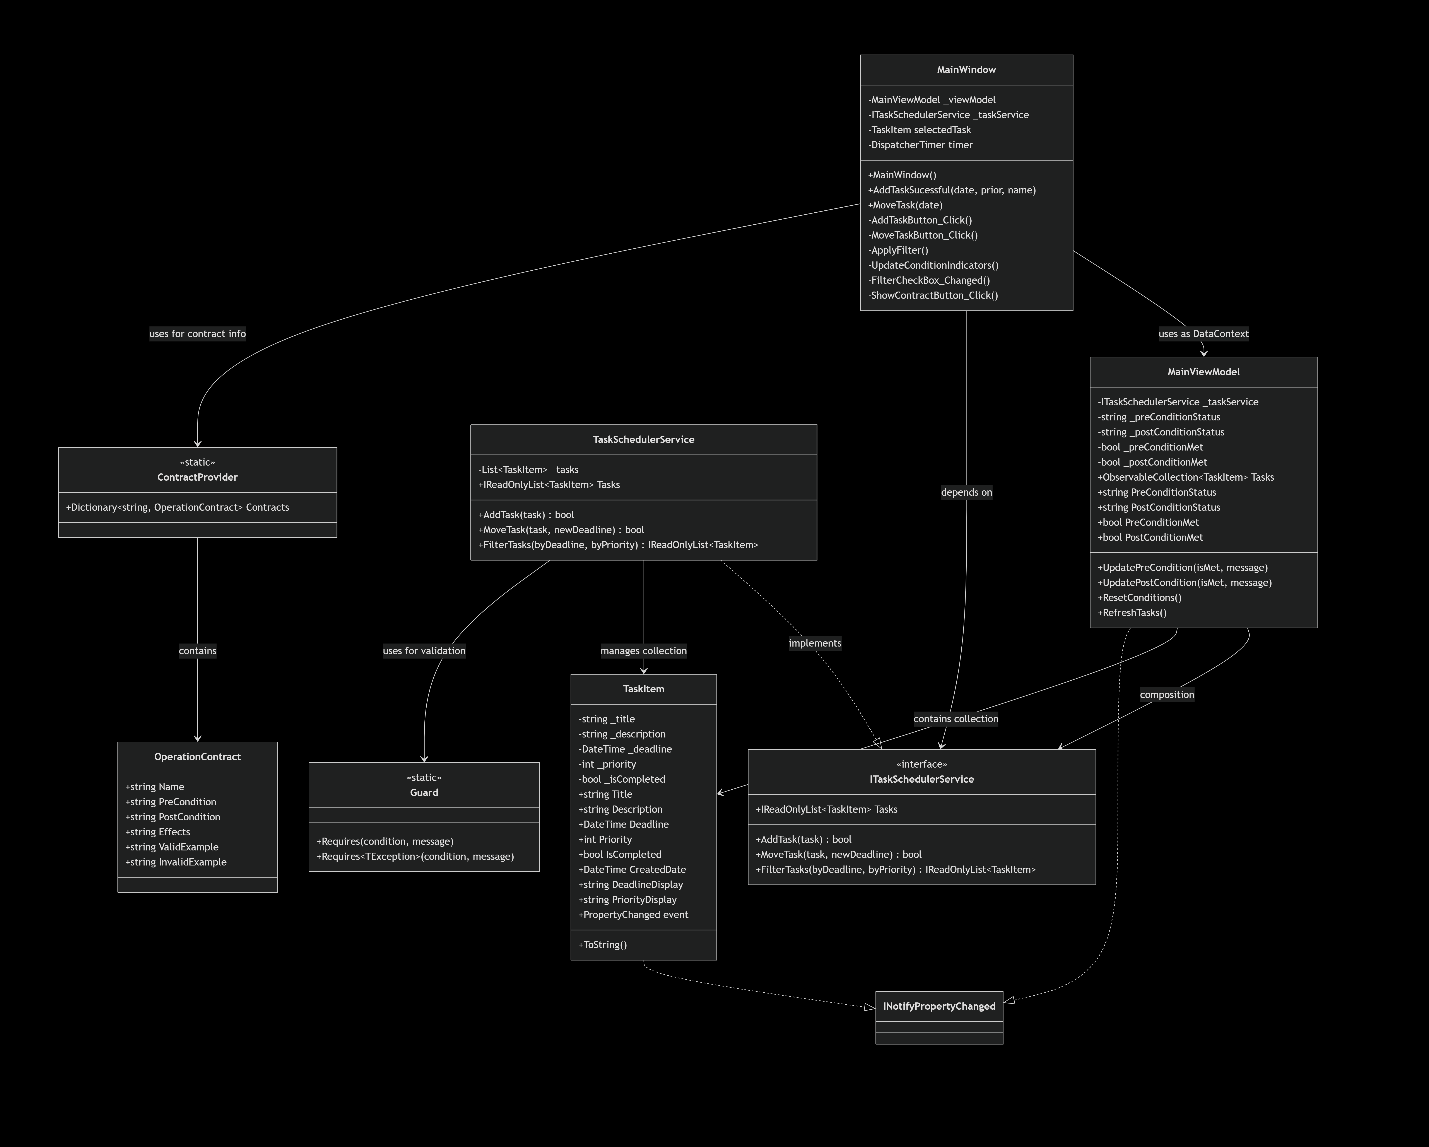 MainWindow
-MainViewModel _viewModel
-ITaskSchedulerService _taskService
-TaskItem selectedTask
-DispatcherTimer timer
+MainWindow()
+AddTaskSucessful(date, prior, name)
+MoveTask(date)
-AddTaskButton_Click()
-MoveTaskButton_Click()
-ApplyFilter()
-UpdateConditionIndicators()
-FilterCheckBox_Changed()
-ShowContractButton_Click()
uses for contract info
uses as DataContext
MainViewModel
-ITaskSchedulerService _taskService
-string _preConditionStatus
-string _postConditionStatus
-bool _preConditionMet
-bool _postConditionMet
+ObservableCollection<TaskItem> Tasks
+string PreConditionStatus
+string PostConditionStatus
+bool PreConditionMet
+bool PostConditionMet
+UpdatePreCondition(isMet, message)
+UpdatePostCondition(isMet, message)
+ResetConditions()
+RefreshTasks()
«static»
ContractProvider
+Dictionary<string, OperationContract> Contracts
TaskSchedulerService
-List<TaskItem> _tasks
+IReadOnlyList<TaskItem> Tasks
+AddTask(task) : bool
+MoveTask(task, newDeadline) : bool
+FilterTasks(byDeadline, byPriority) : IReadOnlyList<TaskItem>
depends on
contains
uses for validation
manages collection
implements
contains collection
composition
TaskItem
-string _title
-string _description
-DateTime _deadline
-int _priority
-bool _isCompleted
+string Title
+string Description
+DateTime Deadline
+int Priority
+bool IsCompleted
+DateTime CreatedDate
+string DeadlineDisplay
+string PriorityDisplay
+PropertyChanged event
+ToString()
OperationContract
+string Name
+string PreCondition
+string PostCondition
+string Effects
+string ValidExample
+string InvalidExample
«static»
Guard
+Requires(condition, message)
+Requires<TException>(condition, message)
«interface»
ITaskSchedulerService
+IReadOnlyList<TaskItem> Tasks
+AddTask(task) : bool
+MoveTask(task, newDeadline) : bool
+FilterTasks(byDeadline, byPriority) : IReadOnlyList<TaskItem>
INotifyPropertyChanged